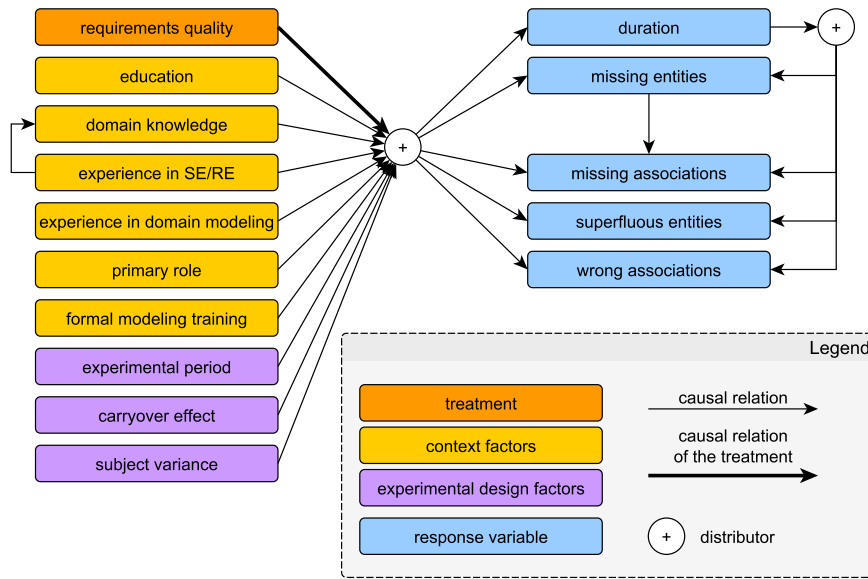 requirements quality
education
domain knowledge
experience in SE/RE
experience in domain modeling
primary role
formal modeling training
experimental period
carryover effect
subject variance
+
duration
+
missing entities
missing associations
superfluous entities
wrong associations
Legend
treatment
context factors
experimental design factors
response variable
causal relation
causal relation
of the treatment
+
distributor